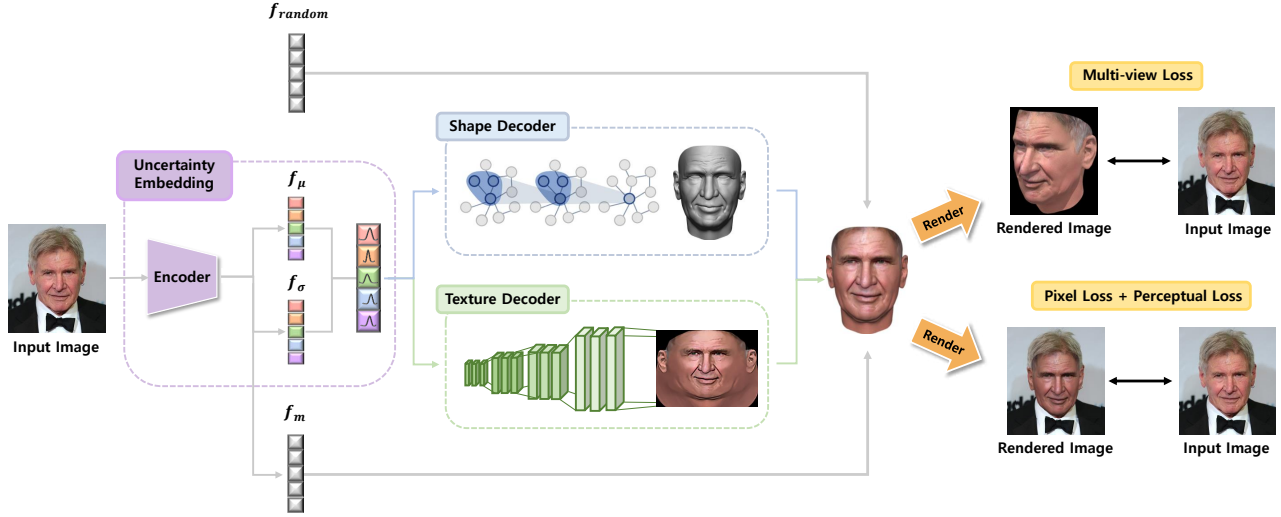 f_random
Multi-view Loss
Shape Decoder
Uncertainty
Embedding
f_μ
Render
Rendered Image
Input Image
Encoder
f_σ
Texture Decoder
Pixel Loss + Perceptual Loss
Input Image
Render
f_m
Rendered Image
Input Image